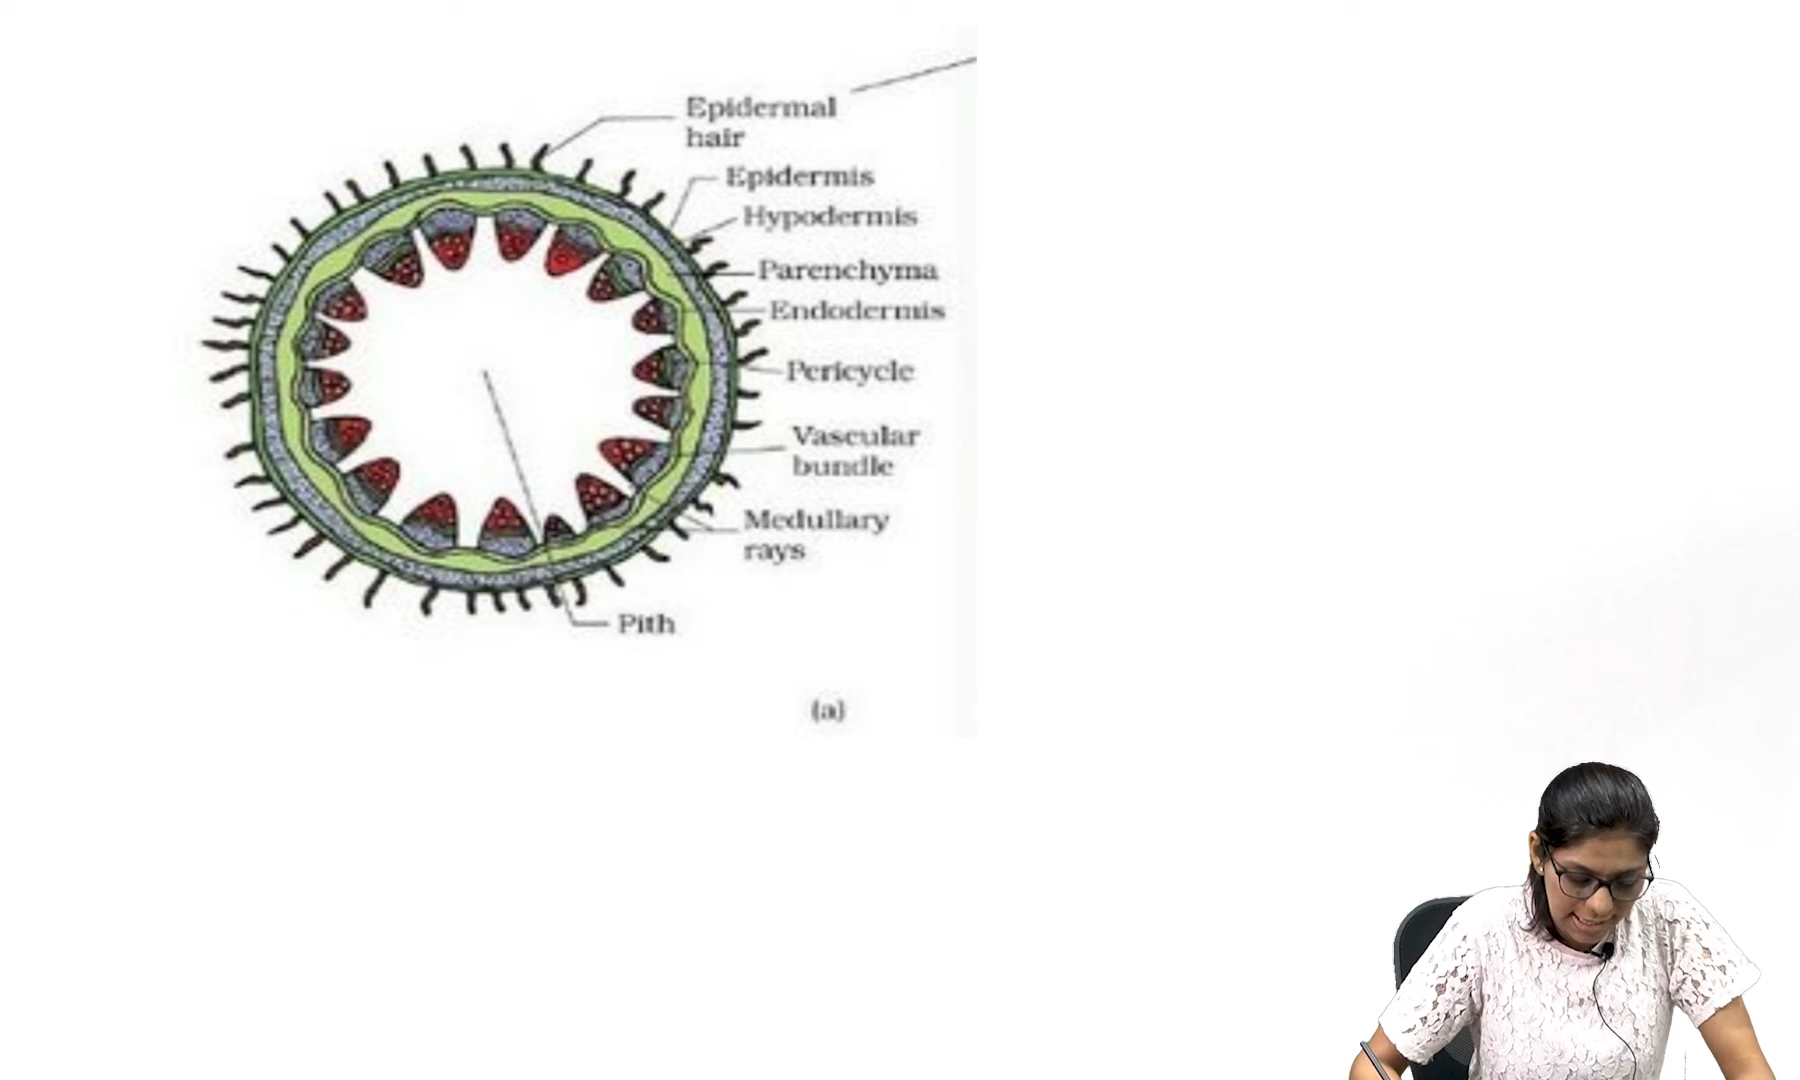 Epidermal
hair
Epidermis
Hypodermis
Parenchyma
Endodermis
Pericycle
Vascular
bundle
Medullary
rays
Pith
(a)